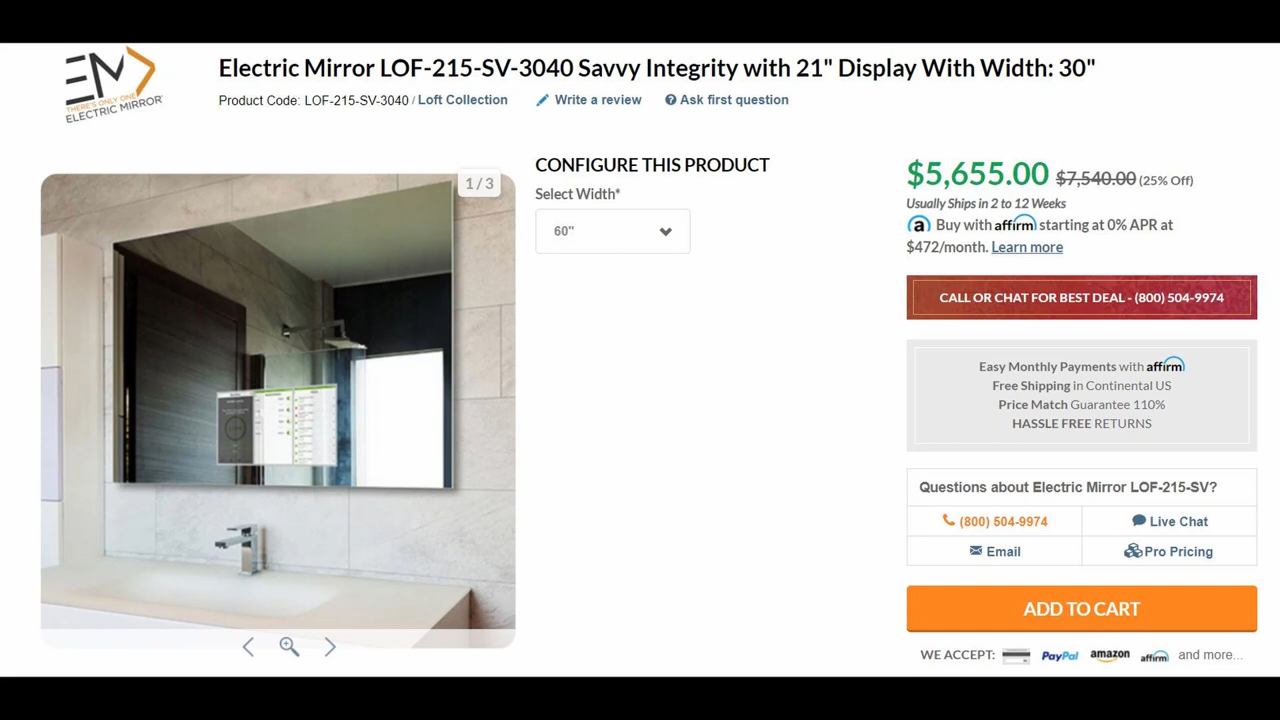 EM
THERE'S ONLY ONE
ELECTRIC MIRROR
Electric Mirror LOF-215-SV-3040 Savvy Integrity with 21" Display With Width: 30"
Product Code: LOF-215-SV-3040 / Loft Collection Write a review Ask first question
1 / 3
CONFIGURE THIS PRODUCT
Select Width*
60"
$5,655.00 $7,540.00 (25% Off)
Usually Ships in 2 to 12 Weeks
a Buy with affirm starting at 0% APR at
$472/month. Learn more
CALL OR CHAT FOR BEST DEAL - (800) 504-9974
Easy Monthly Payments with affirm
Free Shipping in Continental US
Price Match Guarantee 110%
HASSLE FREE RETURNS
Questions about Electric Mirror LOF-215-SV?
(800) 504-9974 Live Chat
Email Pro Pricing
ADD TO CART
WE ACCEPT: PayPal amazon affirm and more...